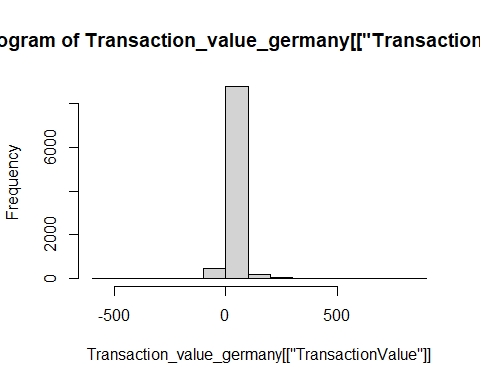 ogram of Transaction_value_germany[["Transaction
6000
2000
0
Frequency
-500
0
500
Transaction_value_germany[["TransactionValue"]]